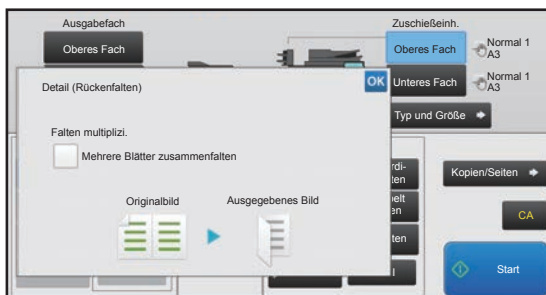 Ausgabefach
Zuschießeinh.
Oberes Fach
Oberes Fach
Normal 1
A3
Detail (Rückenfalten)
OK
Unteres Fach
Normal 1
A3
Typ und Größe
Falten multiplizi.
Mehrere Blätter zusammenfalten
Kopien/Seiten
Originalbild
Ausgegebenes Bild
CA
Start